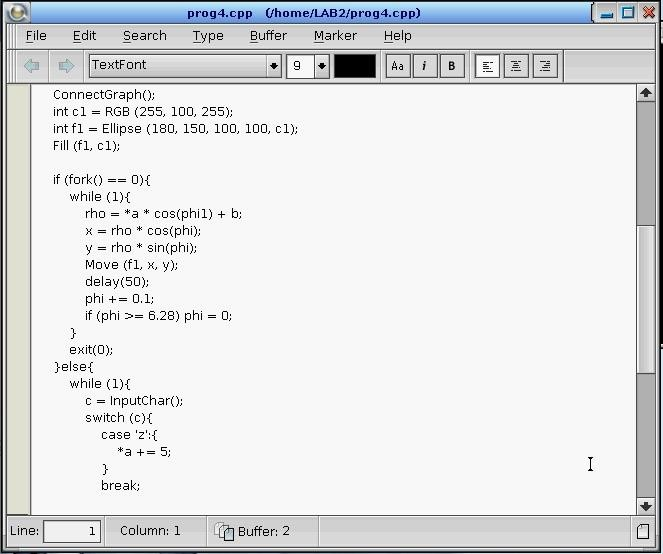 prog4.cpp (/home/LAB2/prog4.cpp)
File Edit Search Type Buffer Marker Help
TextFont 9 Aa i B
ConnectGraph();
int c1 = RGB (255, 100, 255);
int f1 = Ellipse (180, 150, 100, 100, c1);
Fill (f1, c1);
if (fork() == 0){
while (1){
rho = *a * cos(phi1) + b;
x = rho * cos(phi);
y = rho * sin(phi);
Move (f1, x, y);
delay(50);
phi += 0.1;
if (phi >= 6.28) phi = 0;
}
exit(0);
}else{
while (1){
c = InputChar();
switch (c){
case 'z':{
*a += 5;
}
break;
Line: 1 Column: 1 Buffer: 2